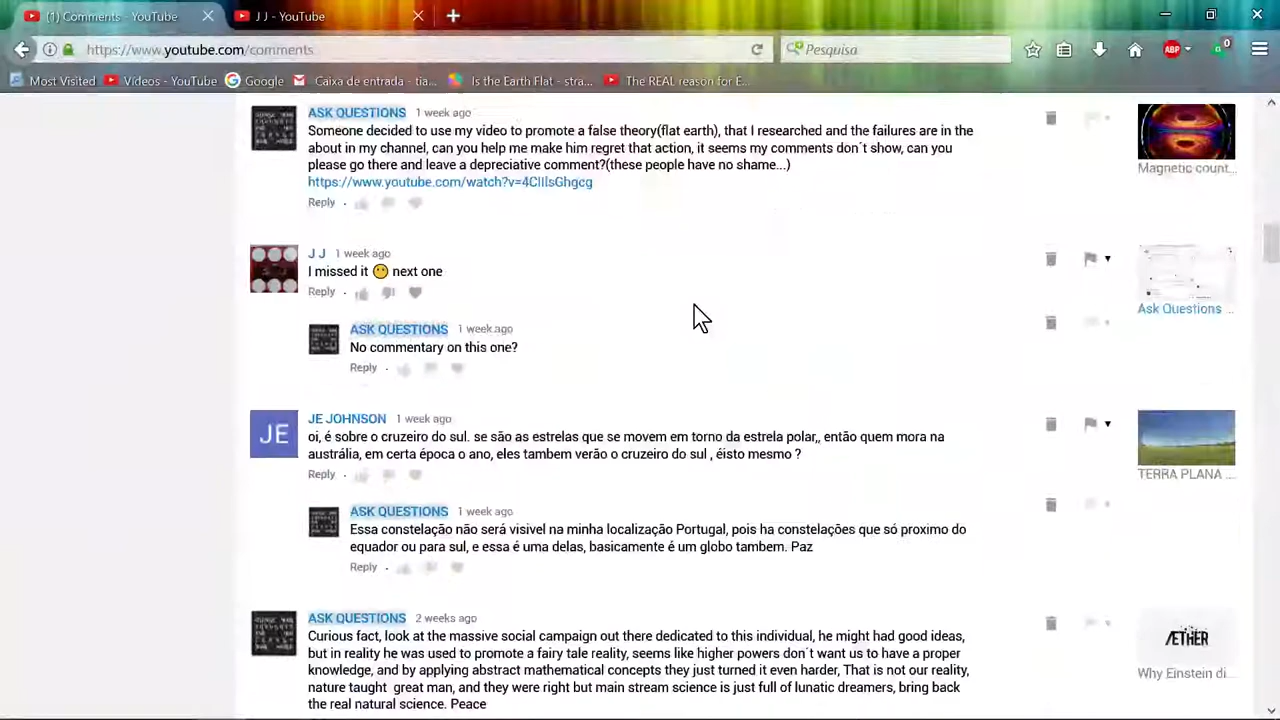 (1) Comments - YouTube
J J - YouTube
https://www.youtube.com/comments
Pesquisa
ABP
0
Most Visited
Vídeos - YouTube
Google
Caixa de entrada - tia...
Is the Earth Flat - stra...
The REAL reason for E...
ASK QUESTIONS 1 week ago
Someone decided to use my video to promote a false theory(flat earth), that I researched and the failures are in the
about in my channel, can you help me make him regret that action, it seems my comments don´t show, can you
please go there and leave a depreciative comment?(these people have no shame...)
https://www.youtube.com/watch?v=4CIIlsGhgcg
Reply
Magnetic count...
J J 1 week ago
I missed it 😶 next one
Reply
Ask Questions ...
ASK QUESTIONS 1 week ago
No commentary on this one?
Reply
JE
JE JOHNSON 1 week ago
oi, é sobre o cruzeiro do sul. se são as estrelas que se movem em torno da estrela polar,, então quem mora na
austrália, em certa época o ano, eles tambem verão o cruzeiro do sul , éisto mesmo ?
Reply
TERRA PLANA ...
ASK QUESTIONS 1 week ago
Essa constelação não será visivel na minha localização Portugal, pois ha constelações que só proximo do
equador ou para sul, e essa é uma delas, basicamente é um globo tambem. Paz
Reply
ASK QUESTIONS 2 weeks ago
Curious fact, look at the massive social campaign out there dedicated to this individual, he might had good ideas,
but in reality he was used to promote a fairy tale reality, seems like higher powers don´t want us to have a proper
knowledge, and by applying abstract mathematical concepts they just turned it even harder, That is not our reality,
nature taught great man, and they were right but main stream science is just full of lunatic dreamers, bring back
the real natural science. Peace
ÆTHER
Why Einstein di...